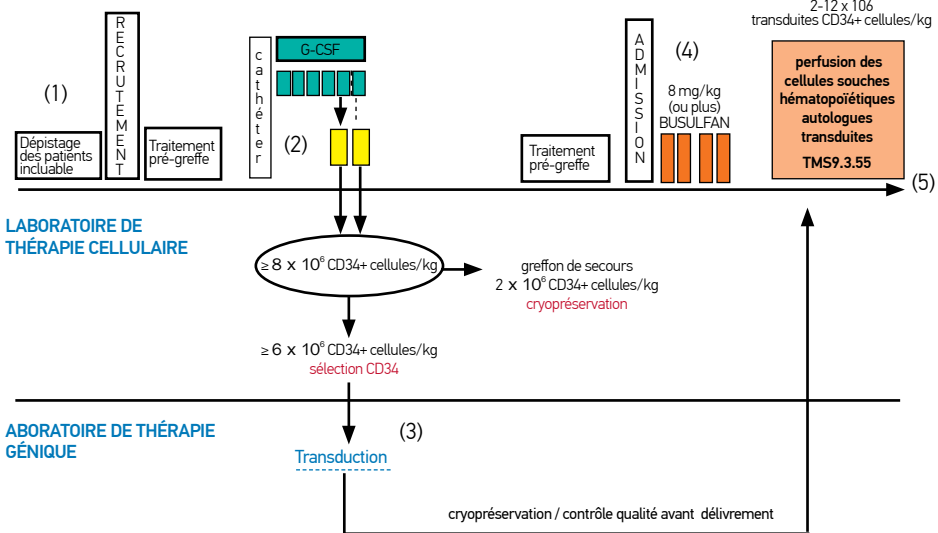 (1)
Dépistage
des patients
incluable
RECRUTEMENT
Traitement
pré-greffe
cathéter
G-CSF
(2)
Traitement
pré-greffe
ADMISSION
(4)
8 mg/kg
(ou plus)
BUSULFAN
2-12 x 106
transduites CD34+ cellules/kg
perfusion des
cellules souches
hématopoïétiques
autologues
transduites
TMS9.3.55
(5)
LABORATOIRE DE
THÉRAPIE CELLULAIRE
≥ 8 x 10⁶ CD34+ cellules/kg
greffon de secours
2 x 10⁶ CD34+ cellules/kg
cryopréservation
≥ 6 x 10⁶ CD34+ cellules/kg
sélection CD34
ABORATOIRE DE THÉRAPIE
GÉNIQUE
(3)
Transduction
cryopréservation / contrôle qualité avant délivrement